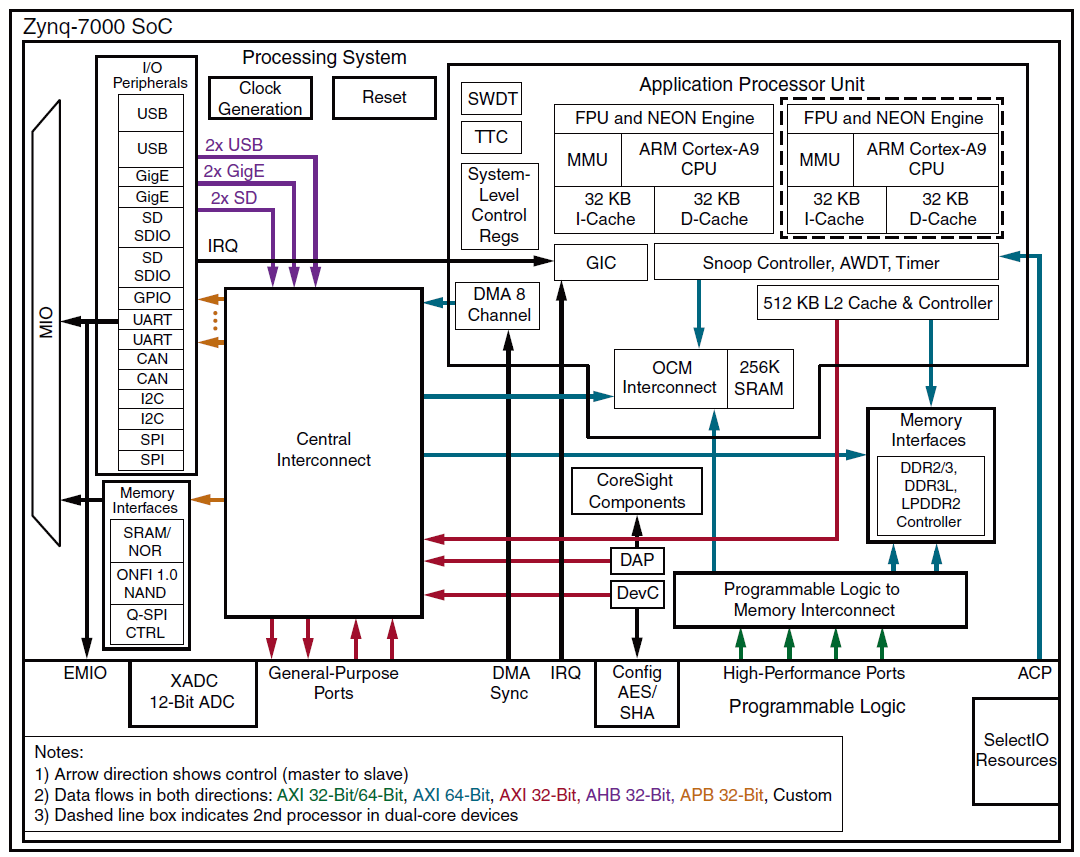 Zynq-7000 SoC
Processing System
I/O
Peripherals
USB
USB
GigE
GigE
SD
SDIO
SD
SDIO
GPIO
UART
UART
CAN
CAN
I2C
I2C
SPI
SPI
MIO
Clock
Generation
Reset
2x USB
2x GigE
2x SD
IRQ
Application Processor Unit
SWDT
TTC
System-
Level
Control
Regs
FPU and NEON Engine
MMU
ARM Cortex-A9
CPU
32 KB
I-Cache
32 KB
D-Cache
FPU and NEON Engine
MMU
ARM Cortex-A9
CPU
32 KB
I-Cache
32 KB
D-Cache
GIC
Snoop Controller, AWDT, Timer
DMA 8
Channel
512 KB L2 Cache & Controller
OCM
Interconnect
256K
SRAM
Central
Interconnect
Memory
Interfaces
DDR2/3,
DDR3L,
LPDDR2
Controller
CoreSight
Components
DAP
DevC
Programmable Logic to
Memory Interconnect
Memory
Interfaces
SRAM/
NOR
ONFI 1.0
NAND
Q-SPI
CTRL
EMIO
XADC
12-Bit ADC
General-Purpose
Ports
DMA
Sync
IRQ
Config
AES/
SHA
High-Performance Ports
ACP
Programmable Logic
SelectIO
Resources
Notes:
1) Arrow direction shows control (master to slave)
2) Data flows in both directions: AXI 32-Bit/64-Bit, AXI 64-Bit, AXI 32-Bit, AHB 32-Bit, APB 32-Bit, Custom
3) Dashed line box indicates 2nd processor in dual-core devices